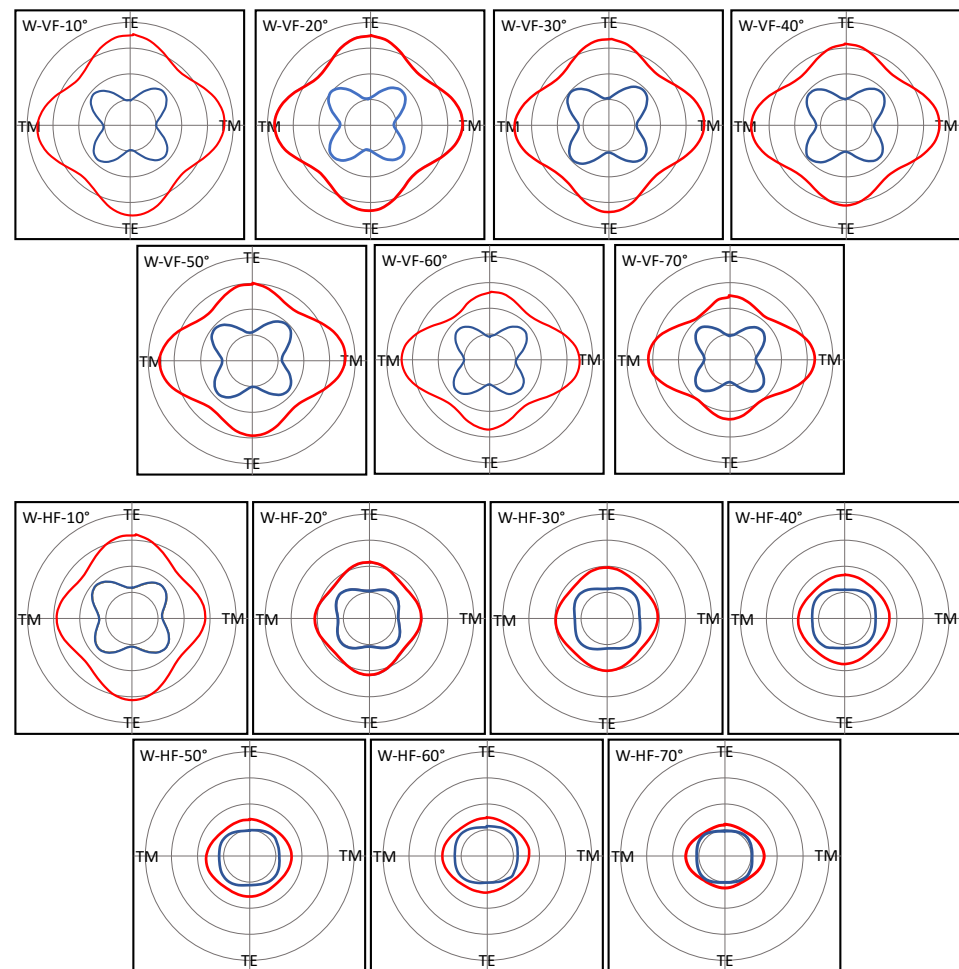 W-VF-10° TE
TM TM
TE
W-VF-20° TE
TM TM
TE
W-VF-30° TE
TM TM
TE
W-VF-40° TE
TM TM
TE
W-VF-50° TE
TM TM
TE
W-VF-60° TE
TM TM
TE
W-VF-70° TE
TM TM
TE
W-HF-10° TE
TM TM
TE
W-HF-20° TE
TM TM
TE
W-HF-30° TE
TM TM
TE
W-HF-40° TE
TM TM
TE
W-HF-50° TE
TM TM
TE
W-HF-60° TE
TM TM
TE
W-HF-70° TE
TM TM
TE